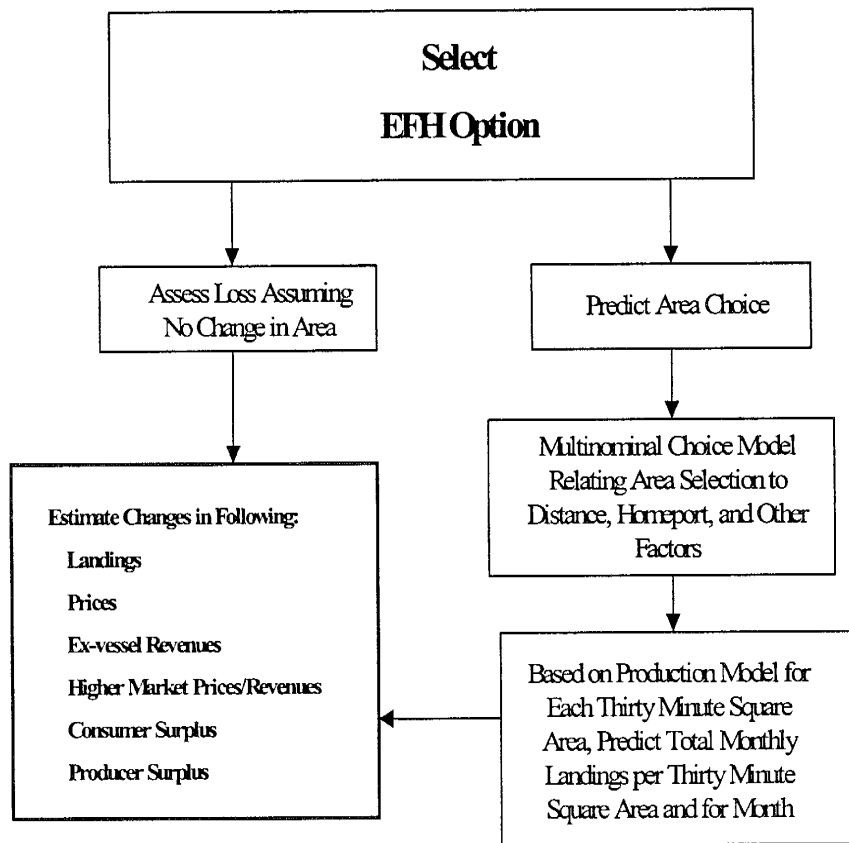 Select
EFH Option
Assess Loss Assuming
No Change in Area
Predict Area Choice
Multinominal Choice Model
Relating Area Selection to
Distance, Homeport, and Other
Factors
Estimate Changes in Following:
Landings
Prices
Ex-vessel Revenues
Higher Market Prices/Revenues
Consumer Surplus
Producer Surplus
Based on Production Model for
Each Thirty Minute Square
Area, Predict Total Monthly
Landings per Thirty Minute
Square Area and for Month